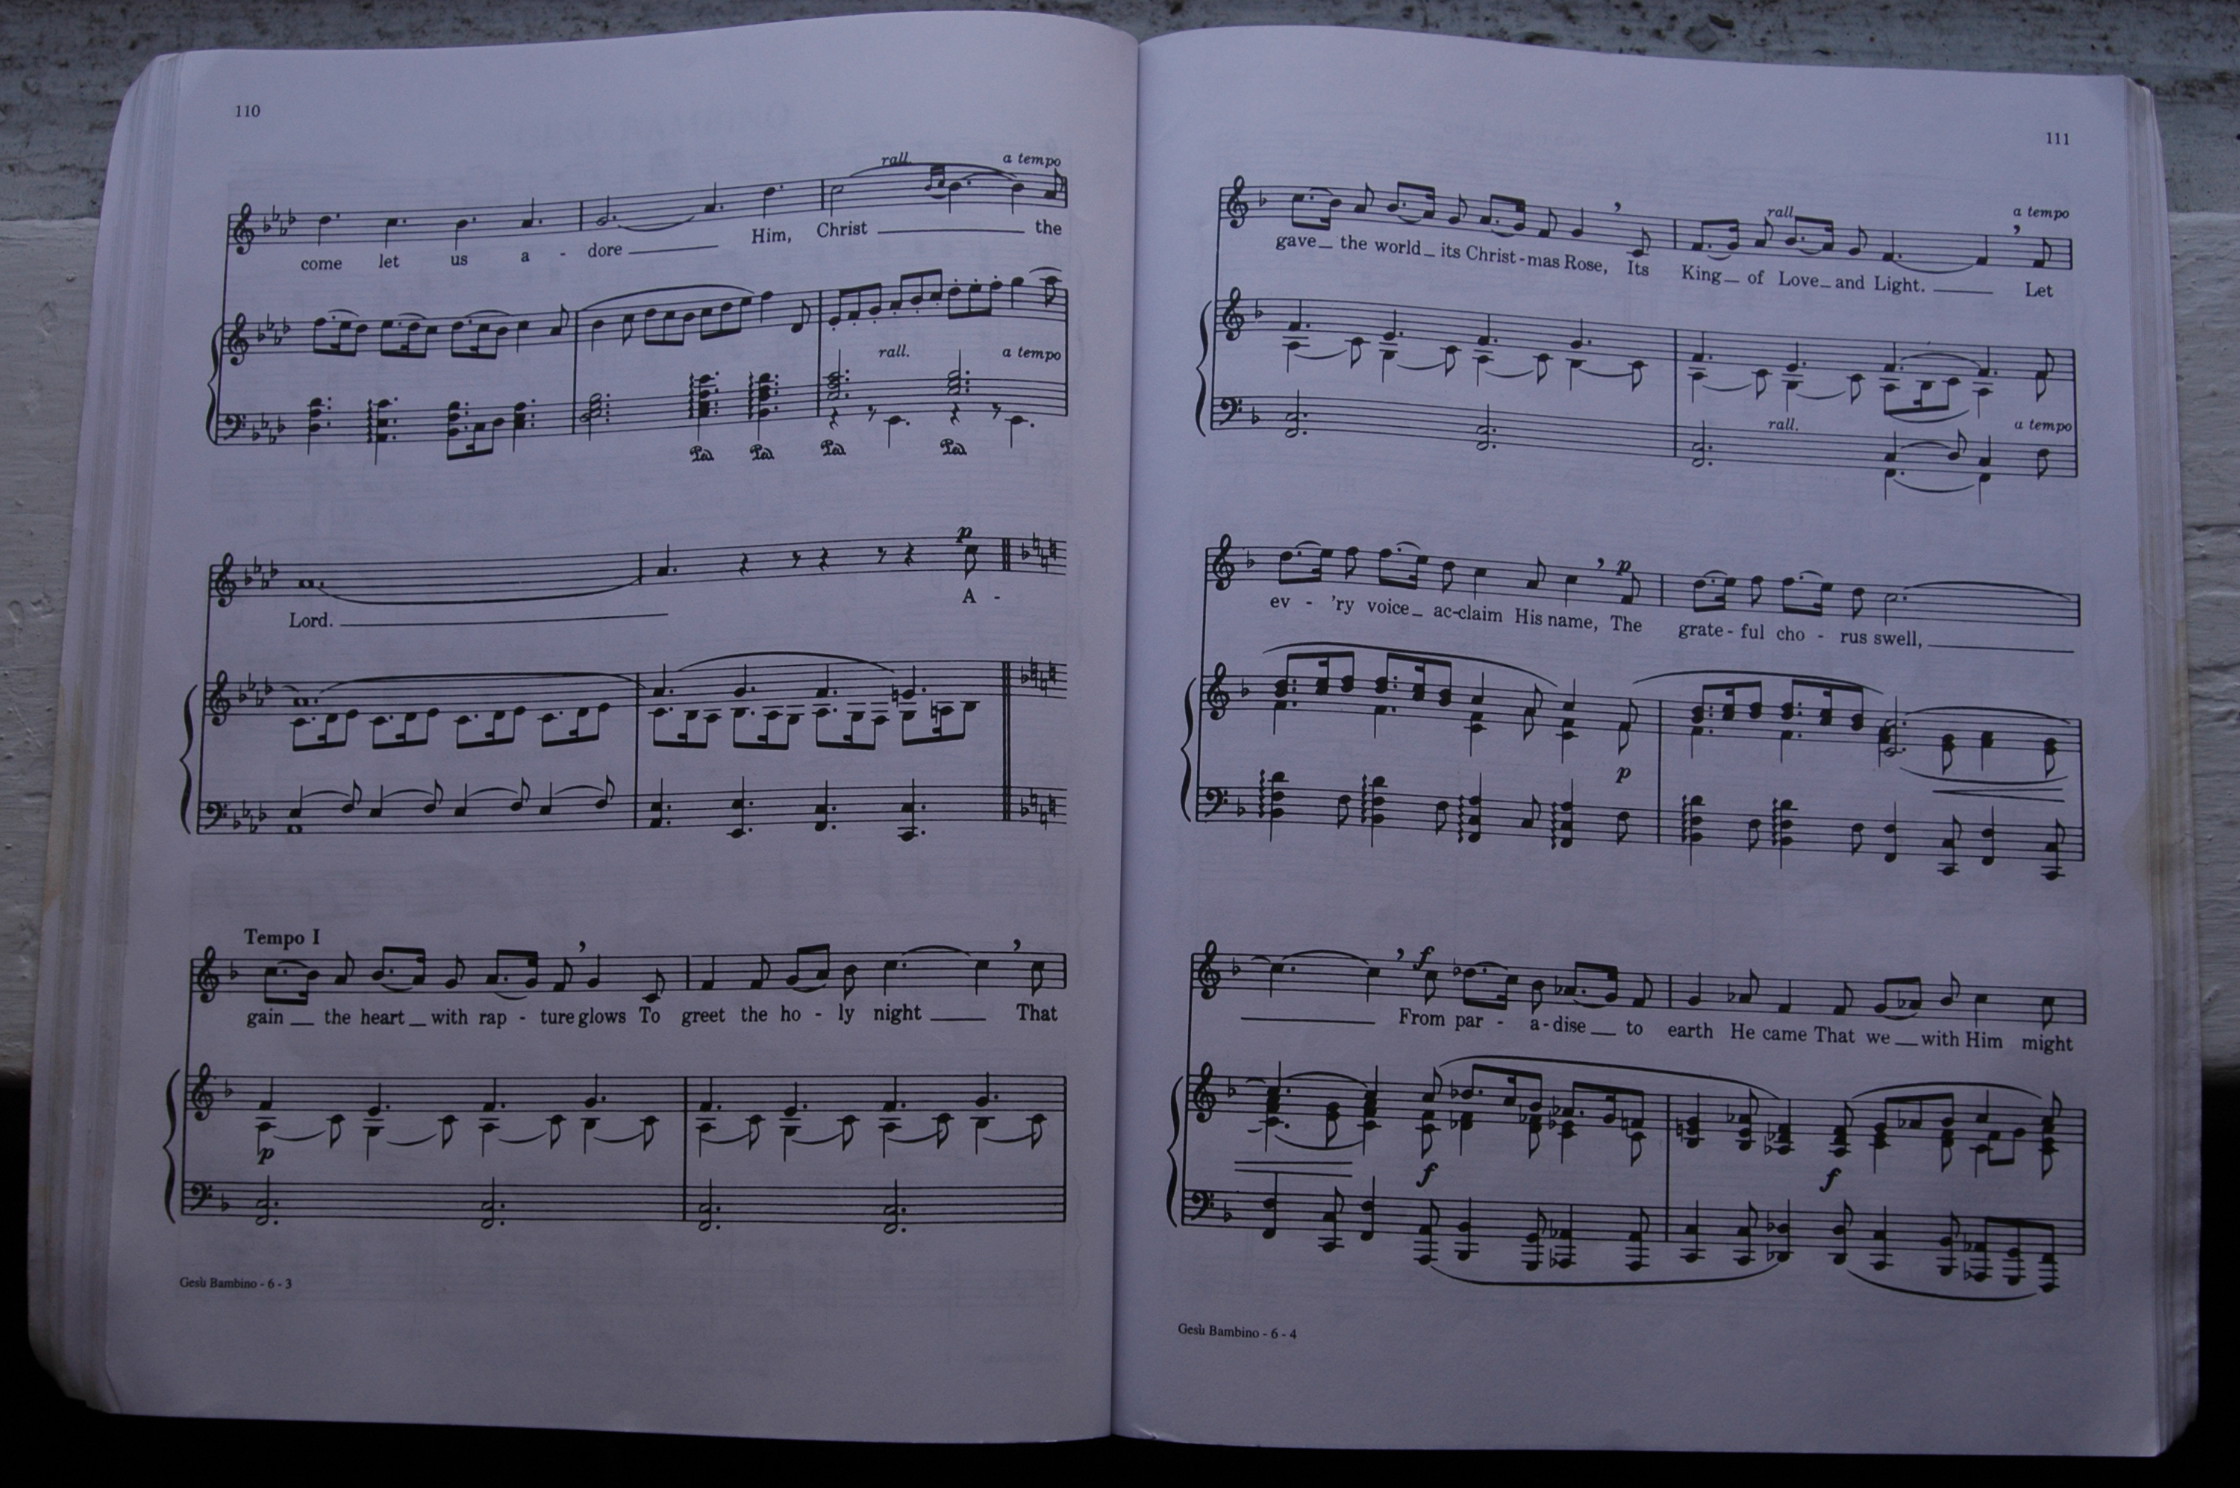 110
rall. a tempo
come let us a - dore Him, Christ the
rall. a tempo
Ped. Ped. Ped. Ped.
p
Lord. A -
Tempo I
gain the heart with rap - ture glows To greet the ho - ly night That
p
Gesù Bambino - 6 - 3
111
rall. a tempo
gave the world its Christ - mas Rose, Its King of Love and Light. Let
rall. a tempo
p
ev - 'ry voice ac-claim His name, The grate - ful cho - rus swell,
p
f
From par - a - dise to earth He came That we with Him might
f f
Gesù Bambino - 6 - 4